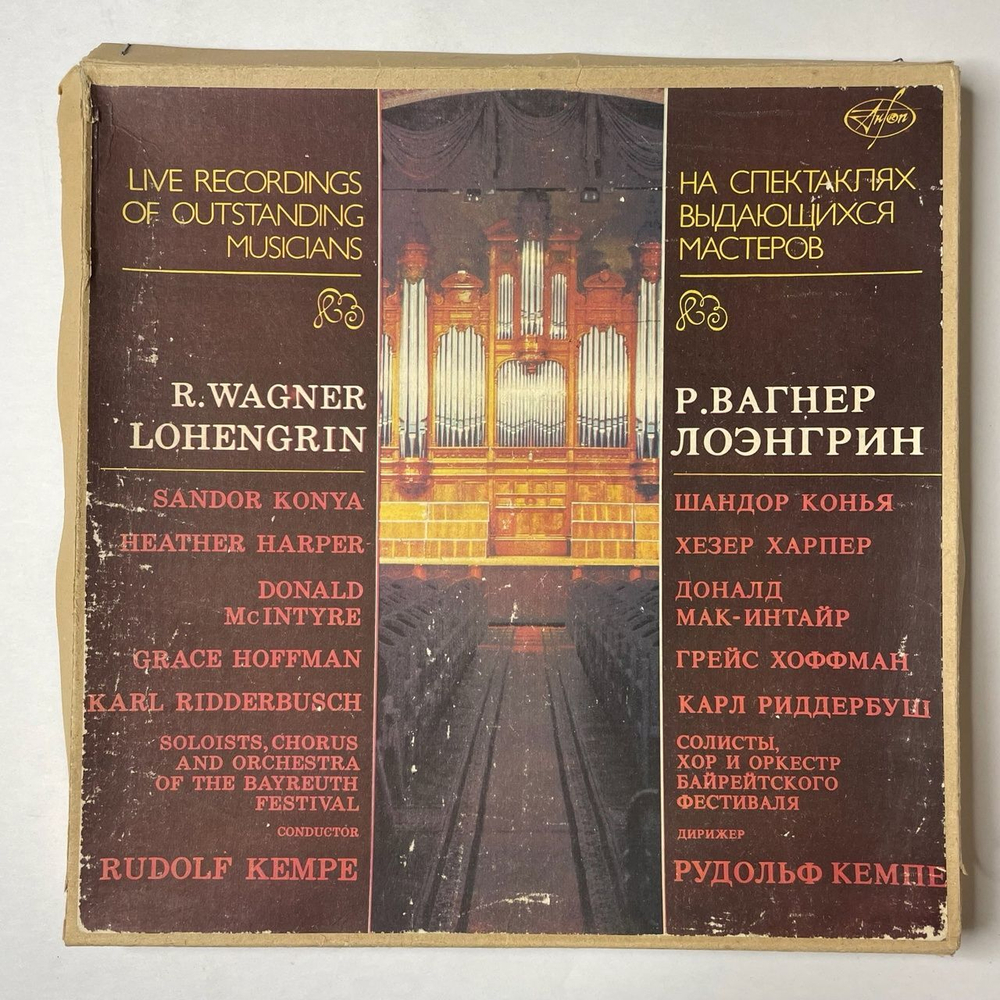 LIVE RECORDINGS
OF OUTSTANDING
MUSICIANS
R. WAGNER
LOHENGRIN
SANDOR KONYA
HEATHER HARPER
DONALD
McINTYRE
GRACE HOFFMAN
KARL RIDDERBUSCH
SOLOISTS, CHORUS
AND ORCHESTRA
OF THE BAYREUTH
FESTIVAL
CONDUCTOR
RUDOLF KEMPE
Ансоп
НА СПЕКТАКЛЯХ
ВЫДАЮЩИХСЯ
МАСТЕРОВ
Р. ВАГНЕР
ЛОЭНГРИН
ШАНДОР КОНЬЯ
ХЕЗЕР ХАРПЕР
ДОНАЛД
МАК-ИНТАЙР
ГРЕЙС ХОФФМАН
КАРЛ РИДДЕРБУШ
СОЛИСТЫ,
ХОР И ОРКЕСТР
БАЙРЕЙТСКОГО
ФЕСТИВАЛЯ
ДИРИЖЕР
РУДОЛЬФ КЕМПЕ